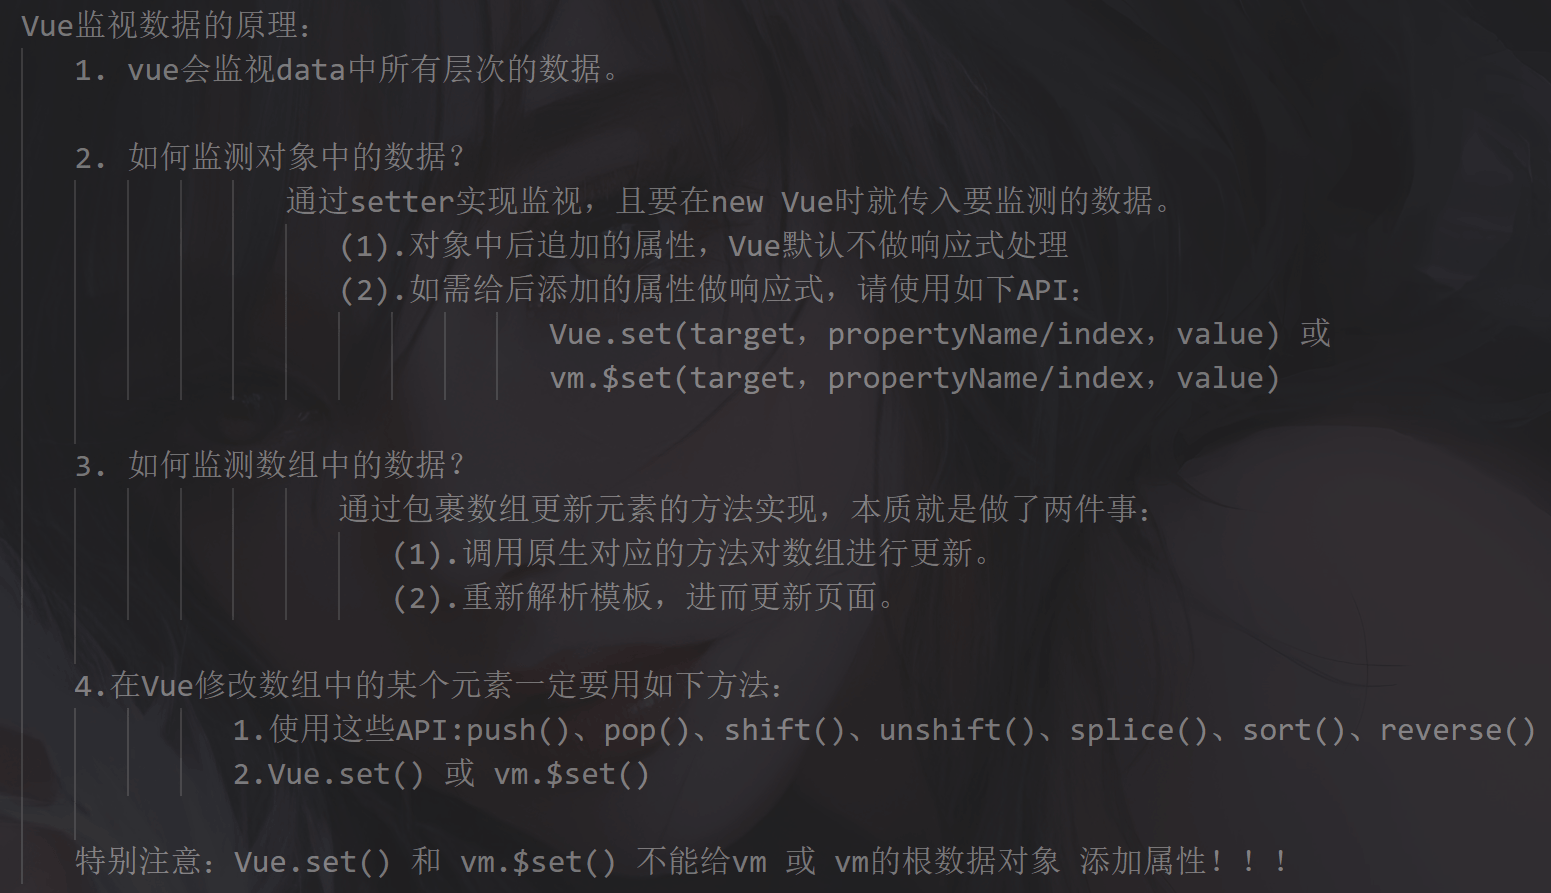 Vue监视数据的原理：
1. vue会监视data中所有层次的数据。
2. 如何监测对象中的数据？
通过setter实现监视，且要在new Vue时就传入要监测的数据。
(1).对象中后追加的属性，Vue默认不做响应式处理
(2).如需给后添加的属性做响应式，请使用如下API：
Vue.set(target，propertyName/index，value) 或
vm.$set(target，propertyName/index，value)
3. 如何监测数组中的数据？
通过包裹数组更新元素的方法实现，本质就是做了两件事：
(1).调用原生对应的方法对数组进行更新。
(2).重新解析模板，进而更新页面。
4.在Vue修改数组中的某个元素一定要用如下方法：
1.使用这些API:push()、pop()、shift()、unshift()、splice()、sort()、reverse()
2.Vue.set() 或 vm.$set()
特别注意：Vue.set() 和 vm.$set() 不能给vm 或 vm的根数据对象 添加属性！！！